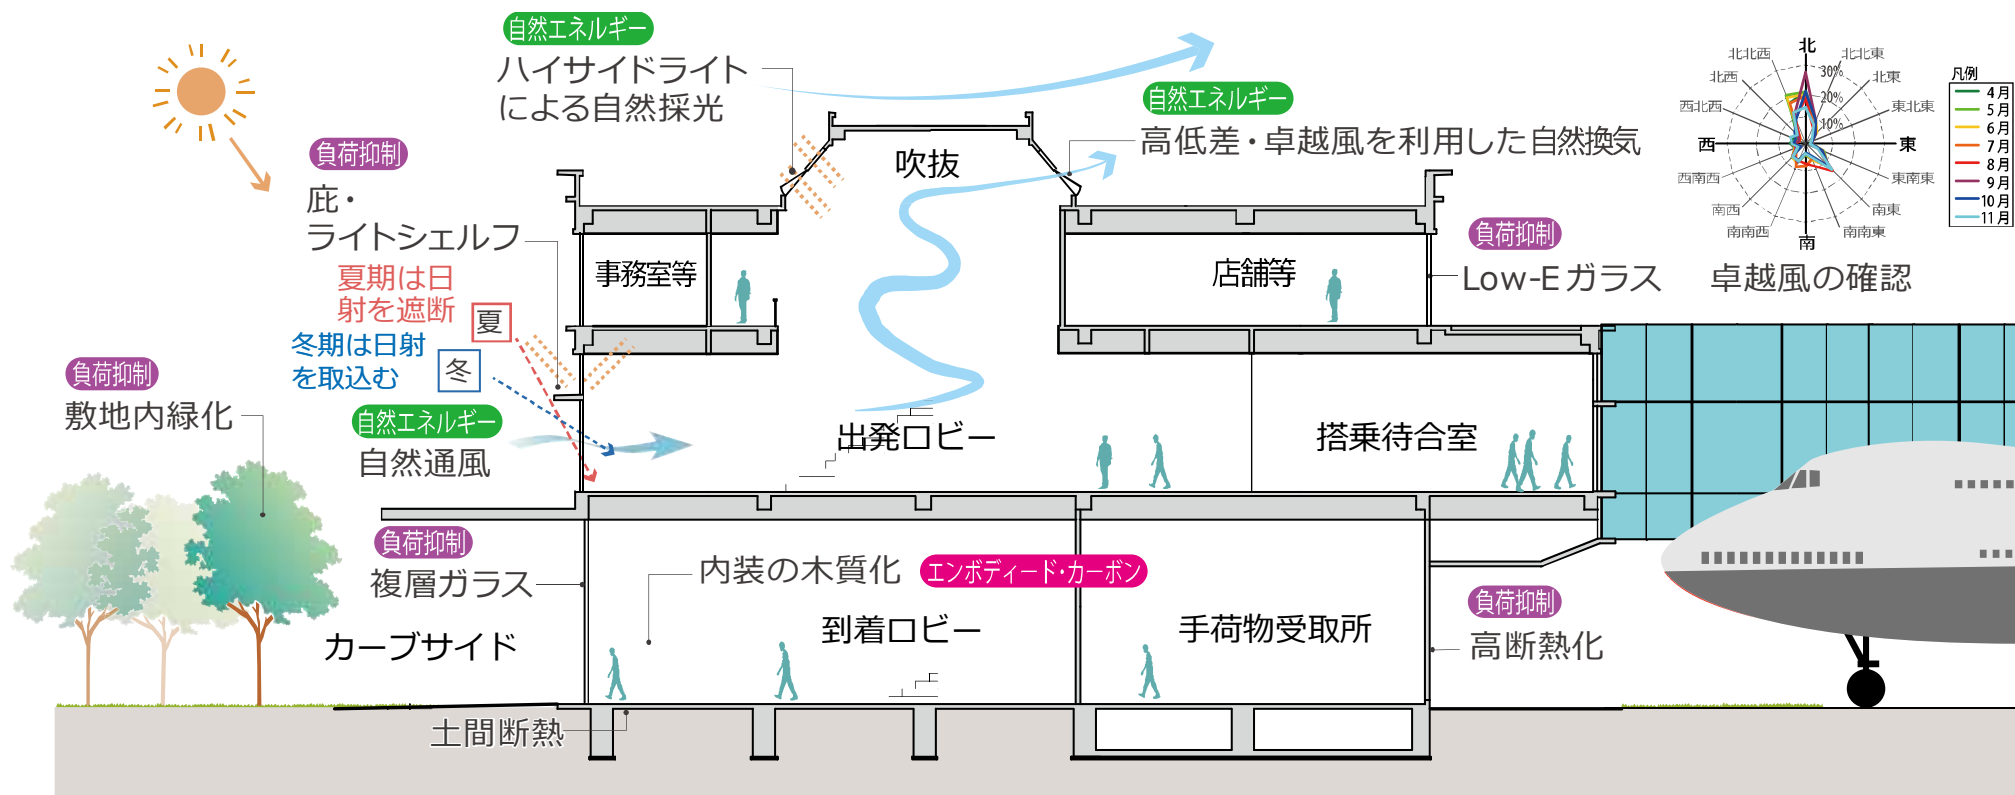 自然エネルギー
ハイサイドライト
による自然採光
自然エネルギー
高低差・卓越風を利用した自然換気
吹抜
負荷抑制
庇・
ライトシェルフ
夏期は日
射を遮断
夏
冬期は日射
を取込む
冬
事務室等
店舗等
負荷抑制
Low-Eガラス
北
北北東
北東
東北東
東
東南東
南東
南南東
南
南南西
南西
西南西
西
西北西
北西
北北西
30%
20%
10%
凡例
4月
5月
6月
7月
8月
9月
10月
11月
卓越風の確認
負荷抑制
敷地内緑化
自然エネルギー
自然通風
出発ロビー
搭乗待合室
負荷抑制
複層ガラス
内装の木質化
エンボディード・カーボン
カーブサイド
到着ロビー
手荷物受取所
負荷抑制
高断熱化
土間断熱